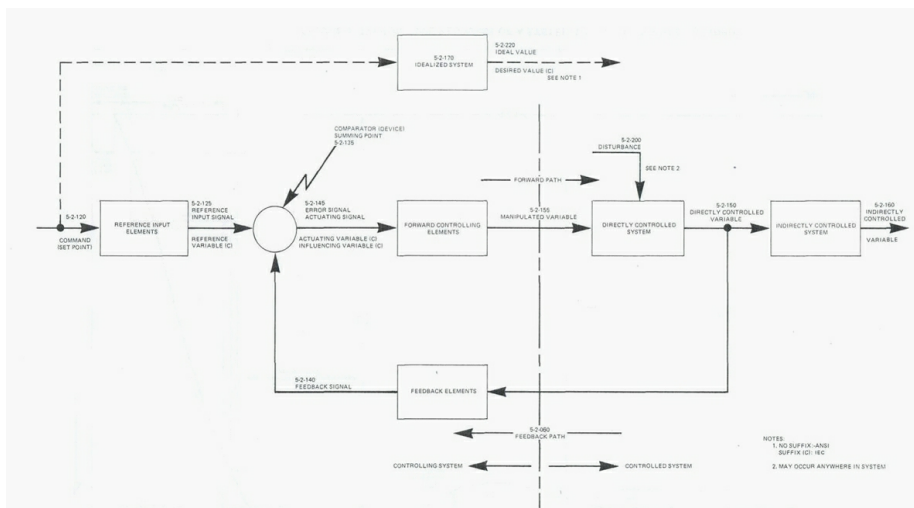 5-2-170
IDEALIZED SYSTEM
5-2-220
IDEAL VALUE
DESIRED VALUE (C)
SEE NOTE 1
COMPARATOR (DEVICE)
SUMMING POINT
5-2-135
5-2-200
DISTURBANCE
SEE NOTE 2
FORWARD PATH
5-2-120
COMMAND
(SET POINT)
REFERENCE INPUT
ELEMENTS
5-2-125
REFERENCE
INPUT SIGNAL
REFERENCE
VARIABLE (C)
5-2-145
ERROR SIGNAL
ACTUATING SIGNAL
ACTUATING VARIABLE (C)
INFLUENCING VARIABLE (C)
FORWARD CONTROLLING
ELEMENTS
5-2-155
MANIPULATED VARIABLE
DIRECTLY CONTROLLED
SYSTEM
5-2-150
DIRECTLY CONTROLLED
VARIABLE
INDIRECTLY CONTROLLED
SYSTEM
5-2-160
INDIRECTLY
CONTROLLED
VARIABLE
5-2-140
FEEDBACK SIGNAL
FEEDBACK ELEMENTS
5-2-060
FEEDBACK PATH
CONTROLLING SYSTEM
CONTROLLED SYSTEM
NOTES:
1. NO SUFFIX:-ANSI
SUFFIX (C): IEC
2. MAY OCCUR ANYWHERE IN SYSTEM